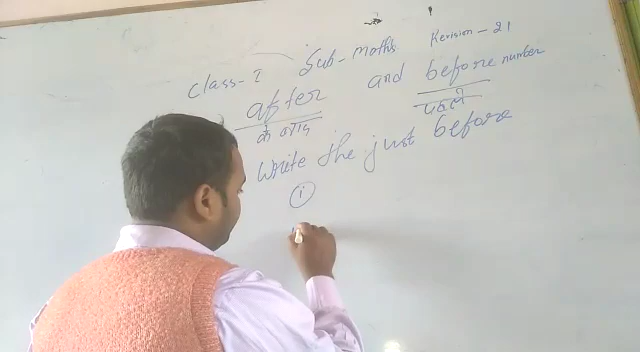 Class-I Sub-maths Revision-21
after and before number
के बाद पहले
Write the just before
i